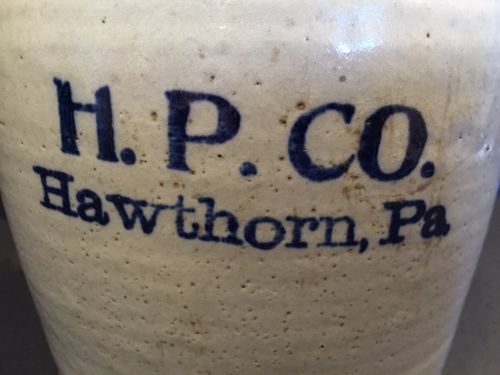 H. P. CO.
Hawthorn, Pa